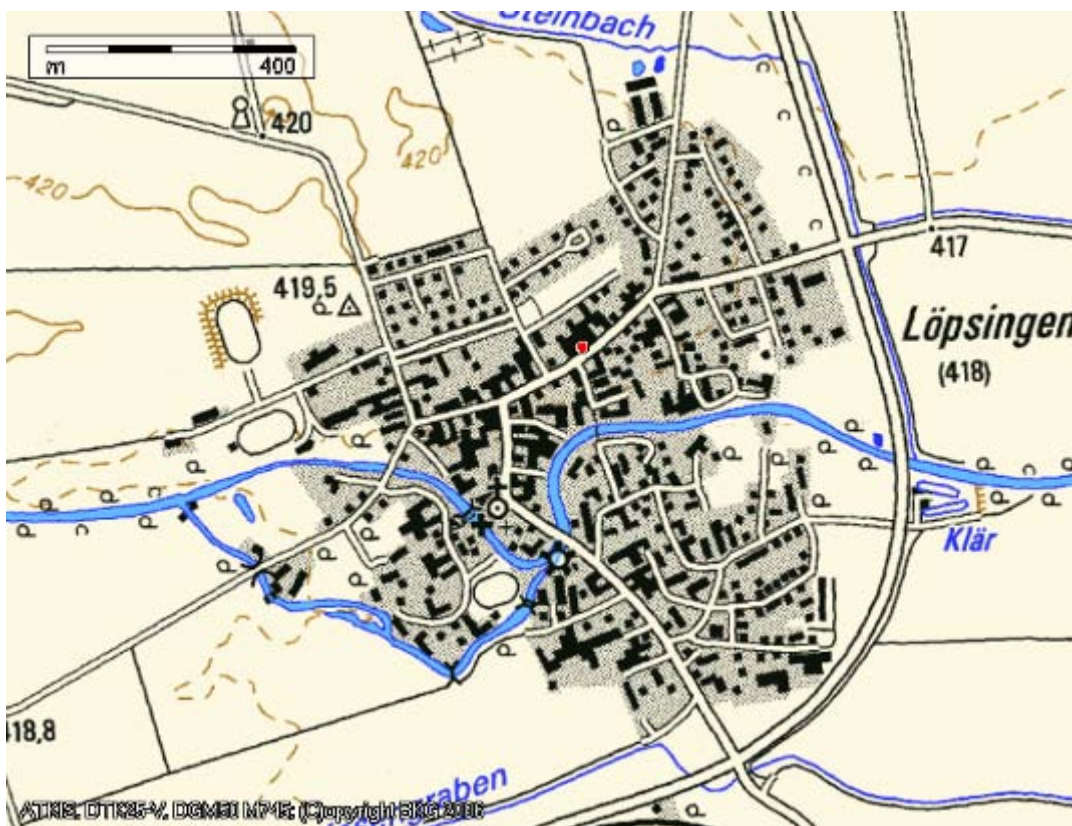 Steinbach
m 400
420
420
420
417
419,5
Löpsingen
(418)
Klär
418,8
graben
ATKIS, DTK25-V, DGM50 M745; (C)opyright BKG 2006